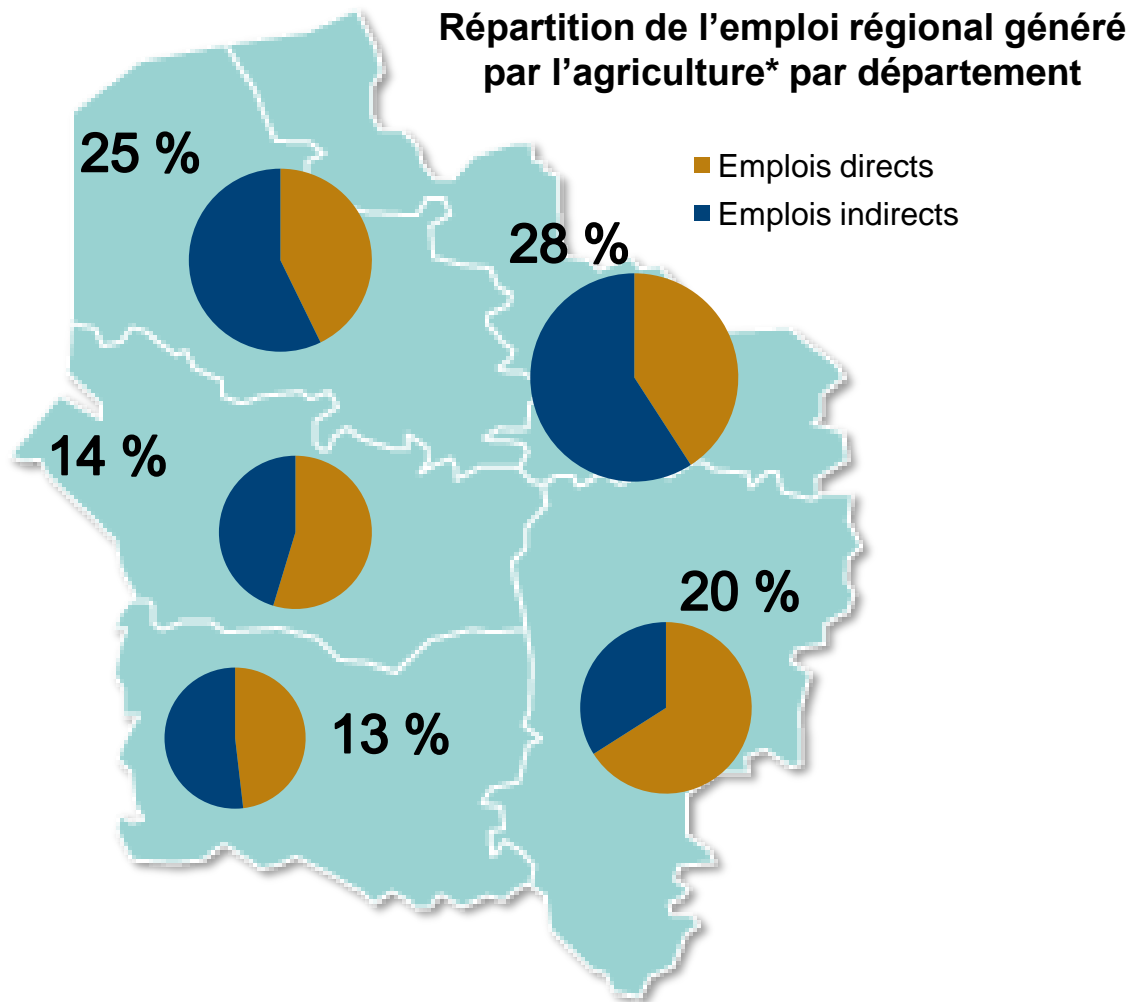 Répartition de l’emploi régional généré
par l’agriculture* par département
25 %
Emplois directs
Emplois indirects
28 %
14 %
20 %
13 %